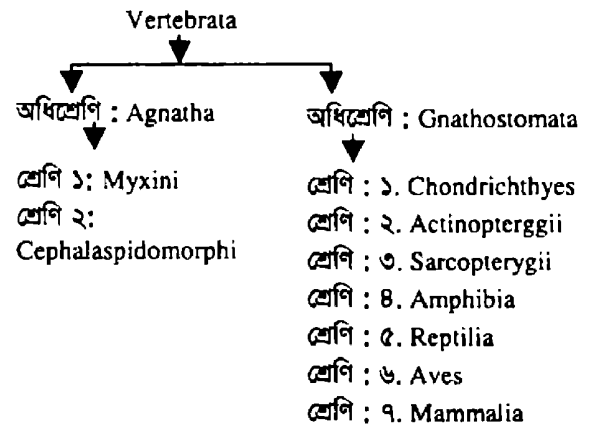 Vertebrata
অধিশ্রেণি : Agnatha
শ্রেণি ১: Myxini
শ্রেণি ২:
Cephalaspidomorphi
অধিশ্রেণি : Gnathostomata
শ্রেণি : ১. Chondrichthyes
শ্রেণি : ২. Actinopterggii
শ্রেণি : ৩. Sarcopterygii
শ্রেণি : ৪. Amphibia
শ্রেণি : ৫. Reptilia
শ্রেণি : ৬. Aves
শ্রেণি : ৭. Mammalia